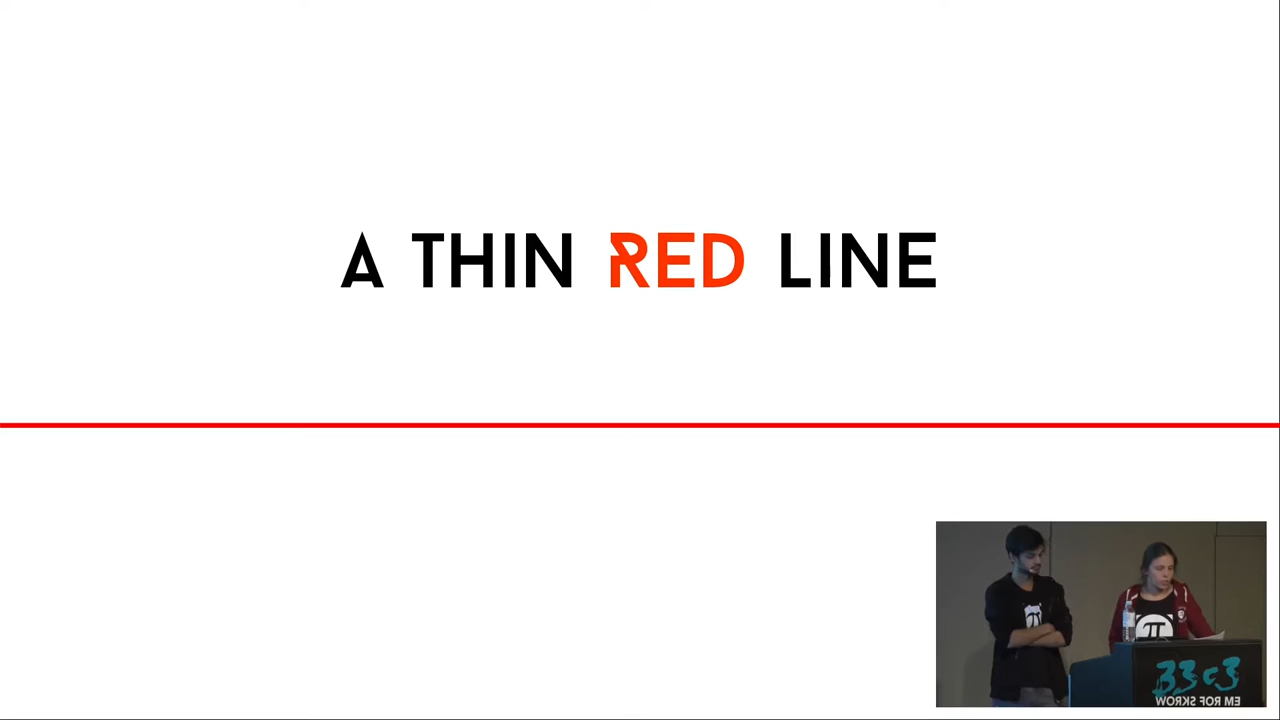 A THIN RED LINE
π
π
33c3
WORKS FOR ME